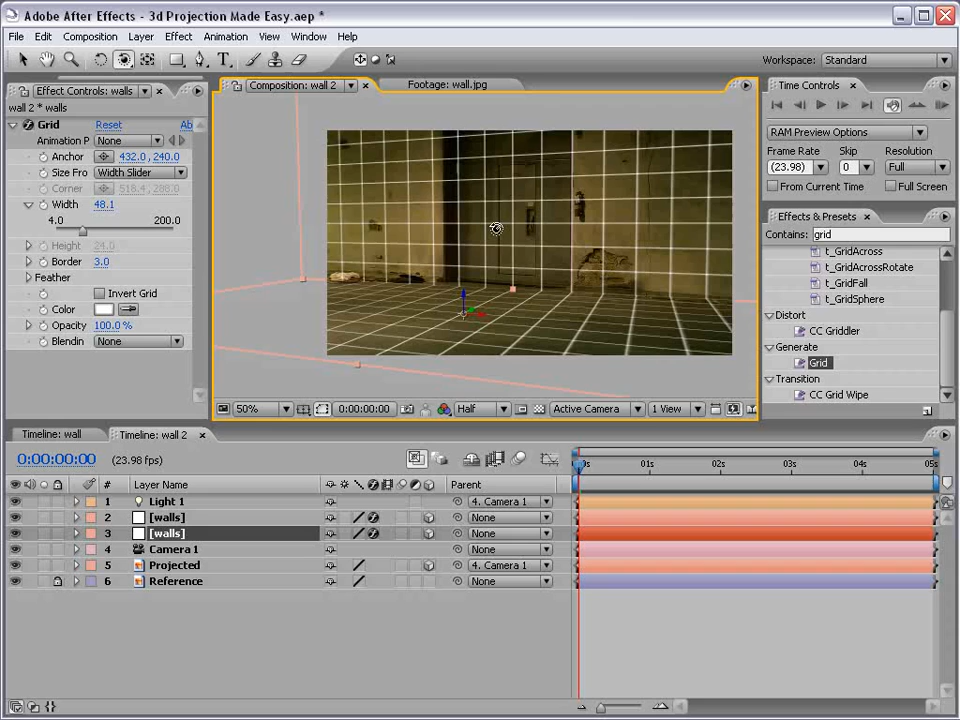 Adobe After Effects - 3d Projection Made Easy.aep *
File Edit Composition Layer Effect Animation View Window Help
Workspace: Standard
Effect Controls: walls
wall 2 * walls
Grid Reset Ab
Animation P None
Anchor 432.0, 240.0
Size Fro Width Slider
Corner 518.4, 288.0
Width 48.1
4.0 200.0
Height 24.0
Border 3.0
Feather
Invert Grid
Color
Opacity 100.0 %
Blendin None
Composition: wall 2 Footage: wall.jpg
50% 0:00:00:00 Half Active Camera 1 View
Time Controls
RAM Preview Options
Frame Rate Skip Resolution
(23.98) 0 Full
From Current Time Full Screen
Effects & Presets
Contains: grid
t_GridAcross
t_GridAcrossRotate
t_GridFall
t_GridSphere
Distort
CC Griddler
Generate
Grid
Transition
CC Grid Wipe
Timeline: wall Timeline: wall 2
0:00:00:00 (23.98 fps)
# Layer Name Parent
0s 01s 02s 03s 04s 05s
1 Light 1 4. Camera 1
2 [walls] None
3 [walls] None
4 Camera 1 None
5 Projected 4. Camera 1
6 Reference None